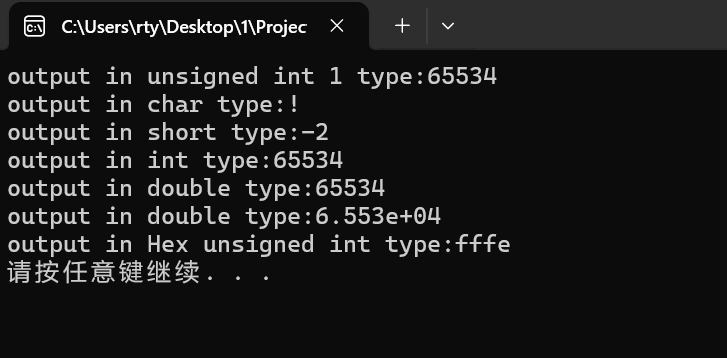 C:\Users\rty\Desktop\1\Projec
output in unsigned int 1 type:65534
output in char type:!
output in short type:-2
output in int type:65534
output in double type:65534
output in double type:6.553e+04
output in Hex unsigned int type:fffe
请按任意键继续. . .